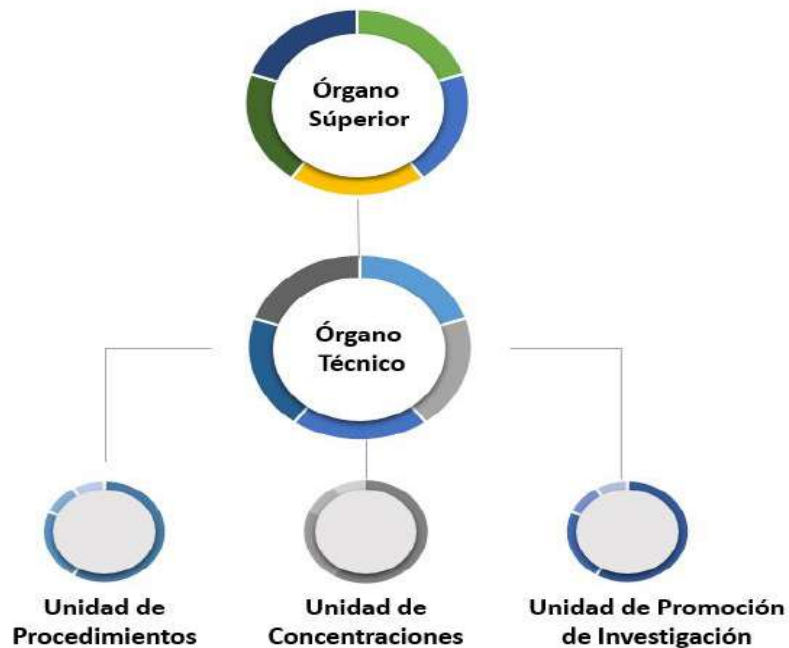 Órgano
Súperior
Órgano
Técnico
Unidad de
Procedimientos
Unidad de
Concentraciones
Unidad de Promoción
de Investigación